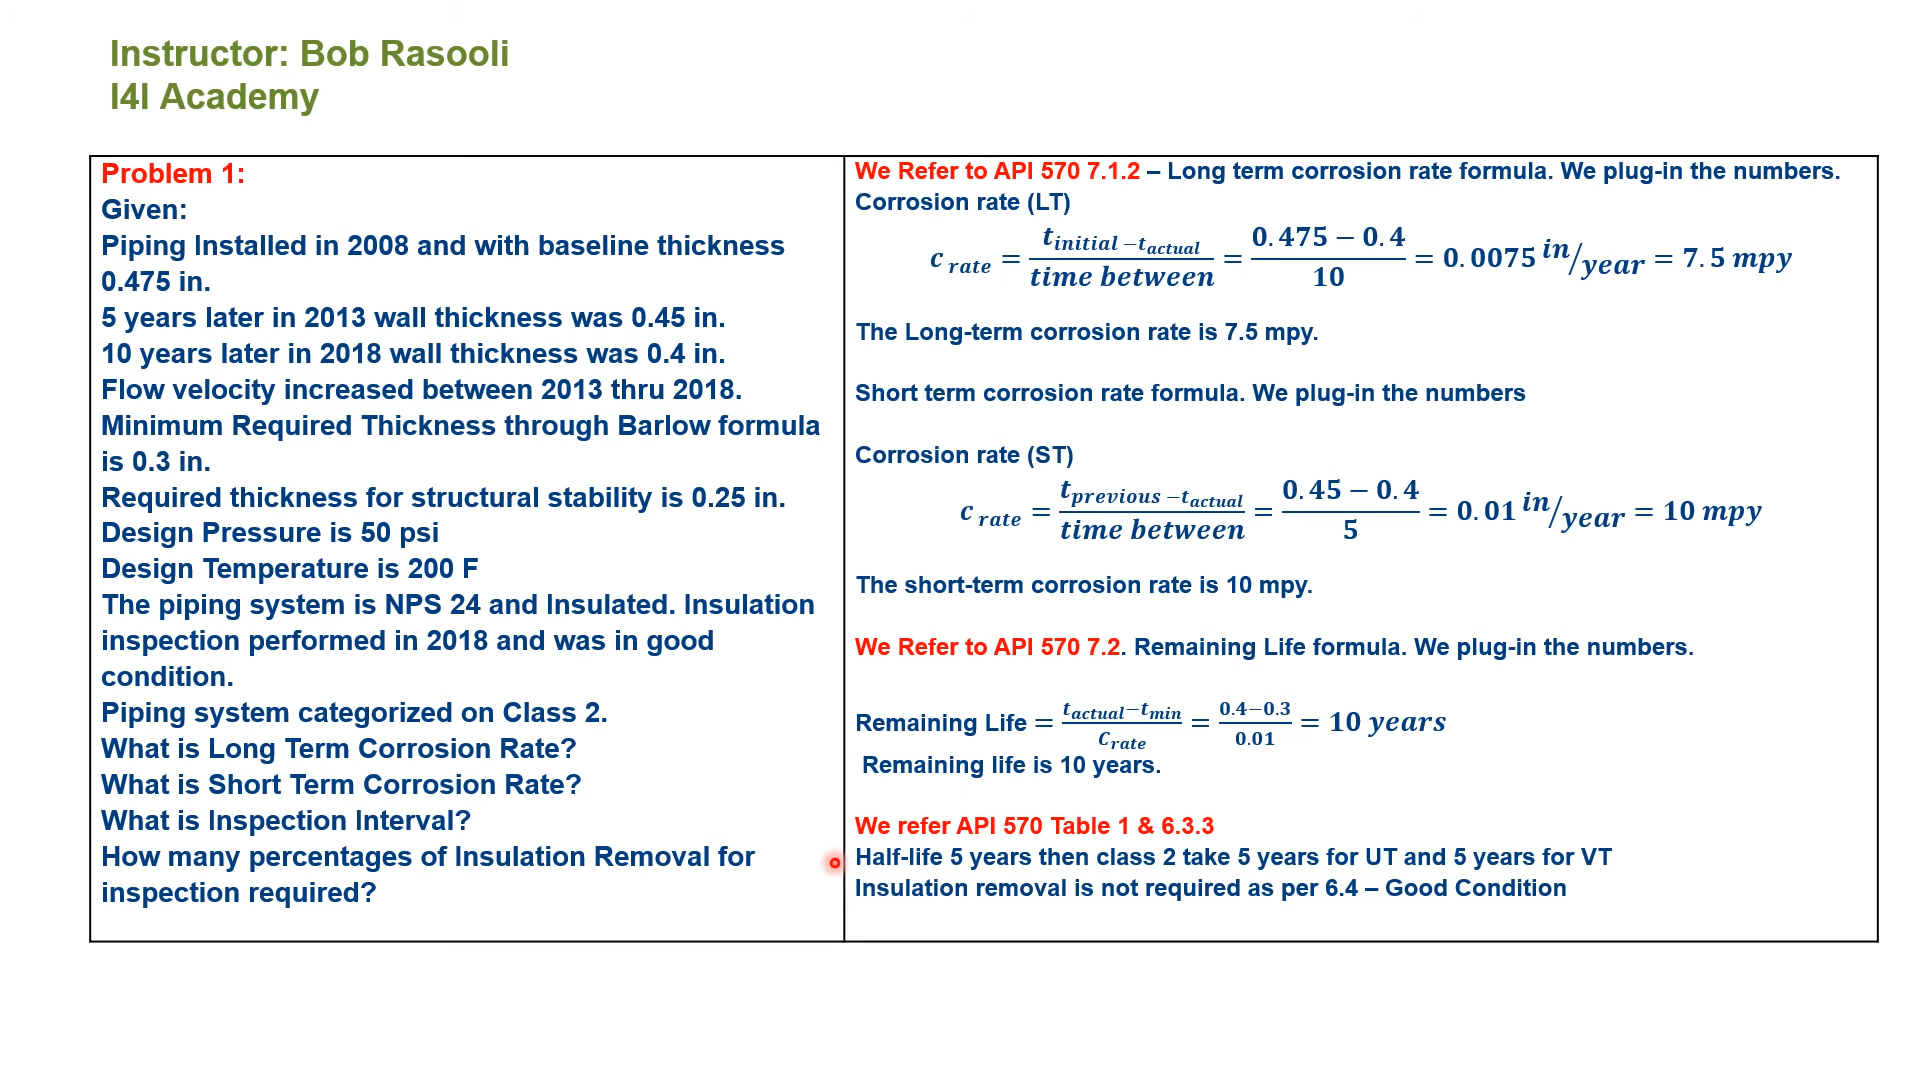 Instructor: Bob Rasooli
I4I Academy
Problem 1:
Given:
Piping Installed in 2008 and with baseline thickness
0.475 in.
5 years later in 2013 wall thickness was 0.45 in.
10 years later in 2018 wall thickness was 0.4 in.
Flow velocity increased between 2013 thru 2018.
Minimum Required Thickness through Barlow formula
is 0.3 in.
Required thickness for structural stability is 0.25 in.
Design Pressure is 50 psi
Design Temperature is 200 F
The piping system is NPS 24 and Insulated. Insulation
inspection performed in 2018 and was in good
condition.
Piping system categorized on Class 2.
What is Long Term Corrosion Rate?
What is Short Term Corrosion Rate?
What is Inspection Interval?
How many percentages of Insulation Removal for
inspection required?
We Refer to API 570 7.1.2 – Long term corrosion rate formula. We plug-in the numbers.
Corrosion rate (LT)
c rate = (t initial − t actual) / (time between) = (0.475 − 0.4) / 10 = 0.0075 in/year = 7.5 mpy
The Long-term corrosion rate is 7.5 mpy.
Short term corrosion rate formula. We plug-in the numbers
Corrosion rate (ST)
c rate = (t previous − t actual) / (time between) = (0.45 − 0.4) / 5 = 0.01 in/year = 10 mpy
The short-term corrosion rate is 10 mpy.
We Refer to API 570 7.2. Remaining Life formula. We plug-in the numbers.
Remaining Life = (t actual − t min) / C rate = (0.4−0.3) / 0.01 = 10 years
Remaining life is 10 years.
We refer API 570 Table 1 & 6.3.3
Half-life 5 years then class 2 take 5 years for UT and 5 years for VT
Insulation removal is not required as per 6.4 – Good Condition